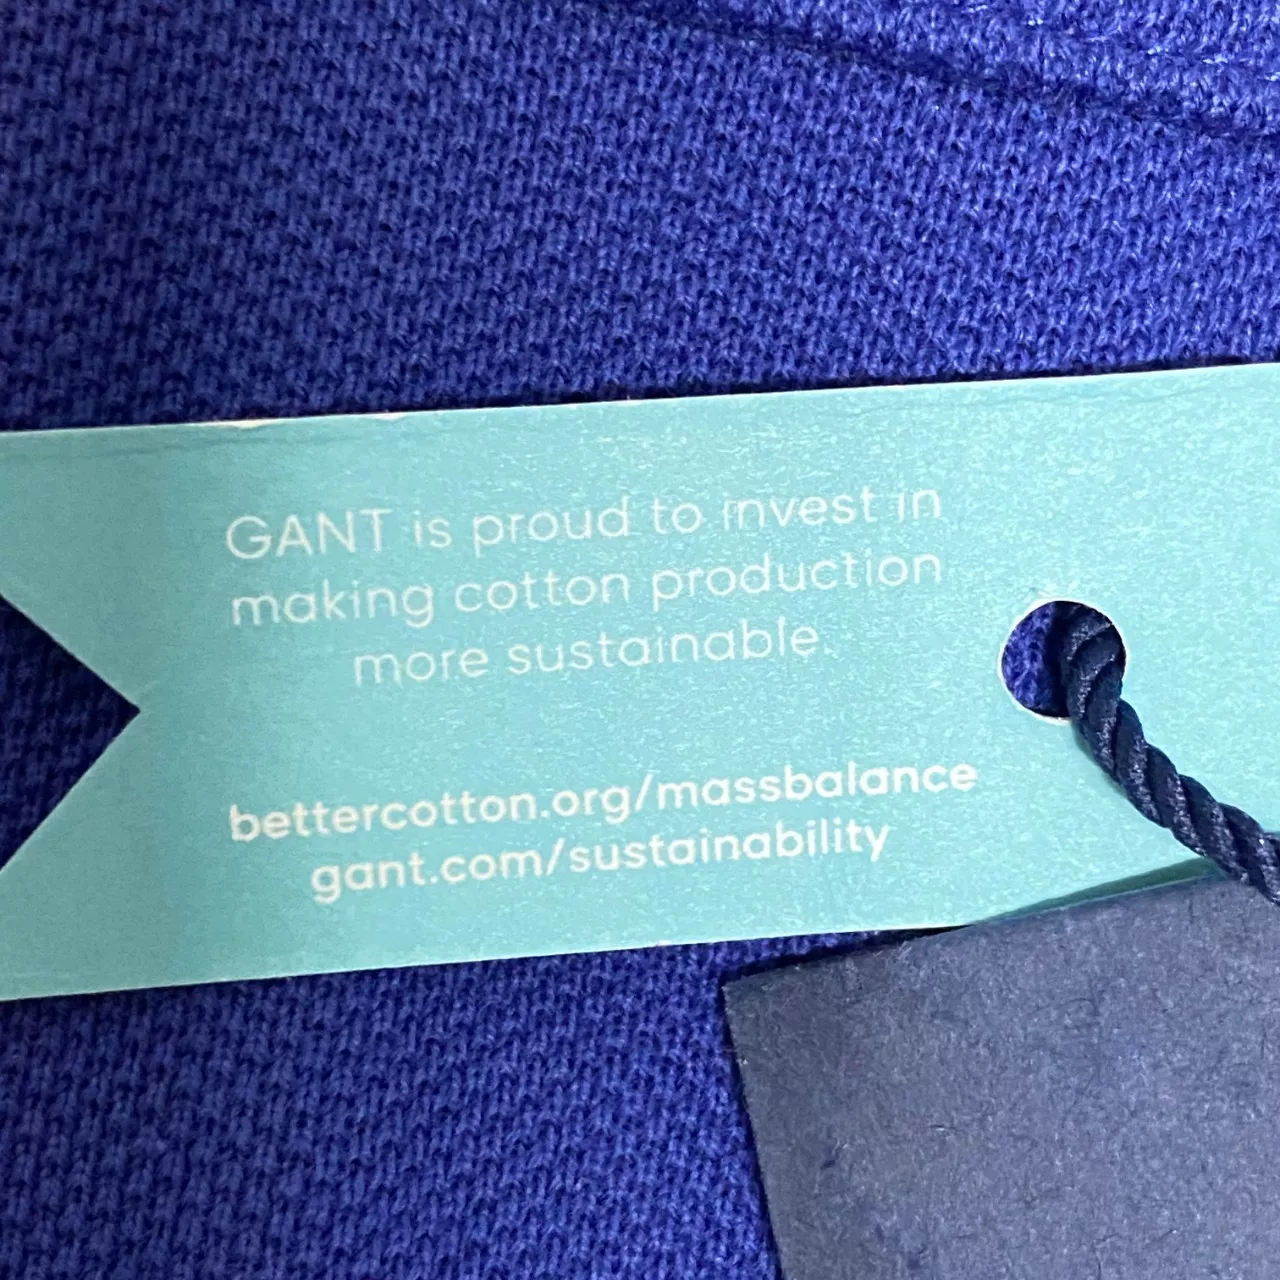 GANT is proud to invest in
making cotton production
more sustainable.
bettercotton.org/massbalance
gant.com/sustainability